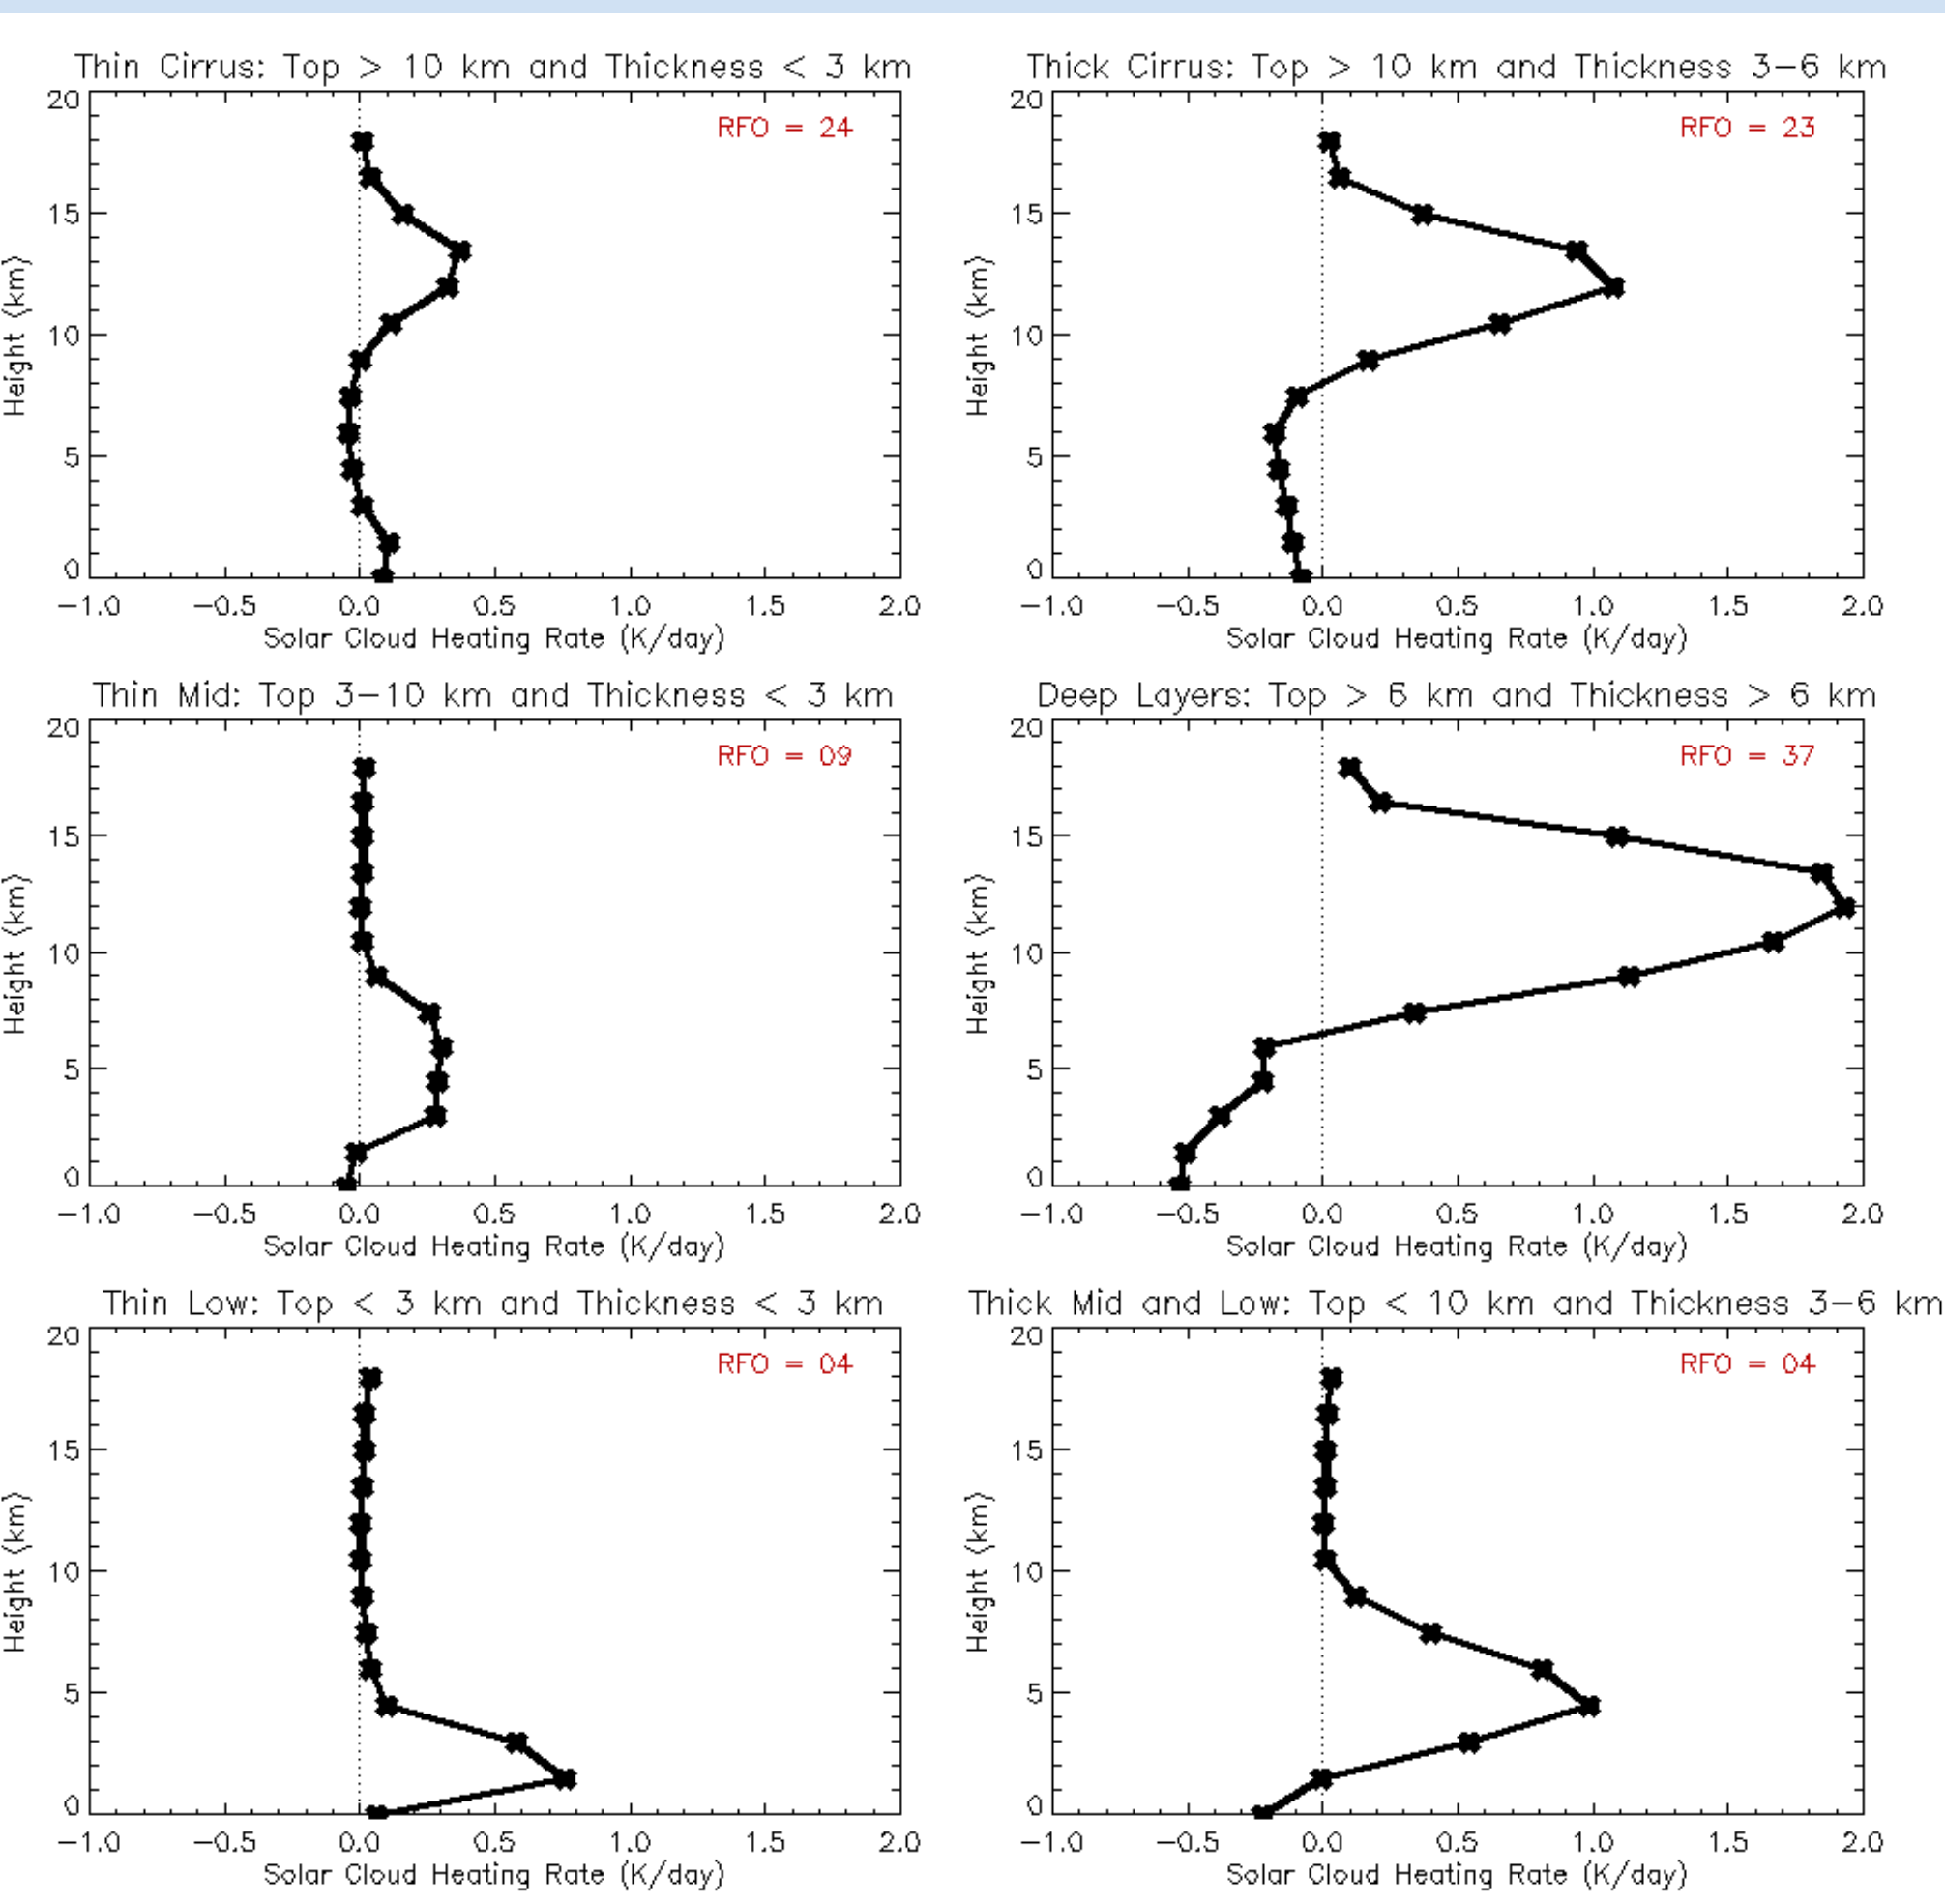 Thin Cirrus: Top > 10 km and Thickness < 3 km
RFO = 24
20
15
10
5
0
Height (km)
-1.0 -0.5 0.0 0.5 1.0 1.5 2.0
Solar Cloud Heating Rate (K/day)
Thick Cirrus: Top > 10 km and Thickness 3-6 km
RFO = 23
20
15
10
5
0
Height (km)
-1.0 -0.5 0.0 0.5 1.0 1.5 2.0
Solar Cloud Heating Rate (K/day)
Thin Mid: Top 3-10 km and Thickness < 3 km
RFO = 09
20
15
10
5
0
Height (km)
-1.0 -0.5 0.0 0.5 1.0 1.5 2.0
Solar Cloud Heating Rate (K/day)
Deep Layers: Top > 6 km and Thickness > 6 km
RFO = 37
20
15
10
5
0
Height (km)
-1.0 -0.5 0.0 0.5 1.0 1.5 2.0
Solar Cloud Heating Rate (K/day)
Thin Low: Top < 3 km and Thickness < 3 km
RFO = 04
20
15
10
5
0
Height (km)
-1.0 -0.5 0.0 0.5 1.0 1.5 2.0
Solar Cloud Heating Rate (K/day)
Thick Mid and Low: Top < 10 km and Thickness 3-6 km
RFO = 04
20
15
10
5
0
Height (km)
-1.0 -0.5 0.0 0.5 1.0 1.5 2.0
Solar Cloud Heating Rate (K/day)